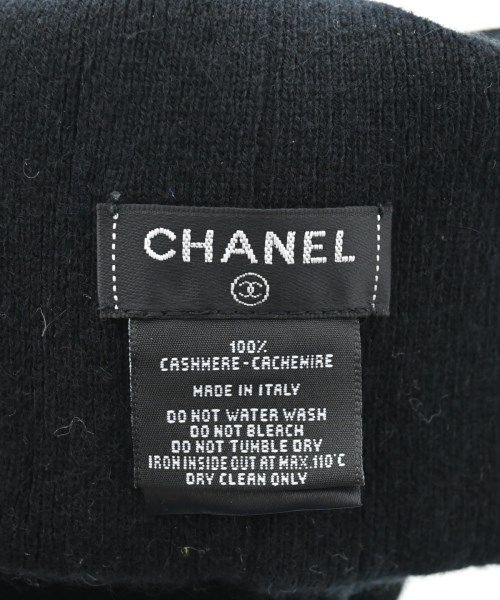 CHANEL
100%
CASHMERE-CACHEMIRE
MADE IN ITALY
DO NOT WATER WASH
DO NOT BLEACH
DO NOT TUMBLE DRY
IRON INSIDE OUT AT MAX. 110°C
DRY CLEAN ONLY